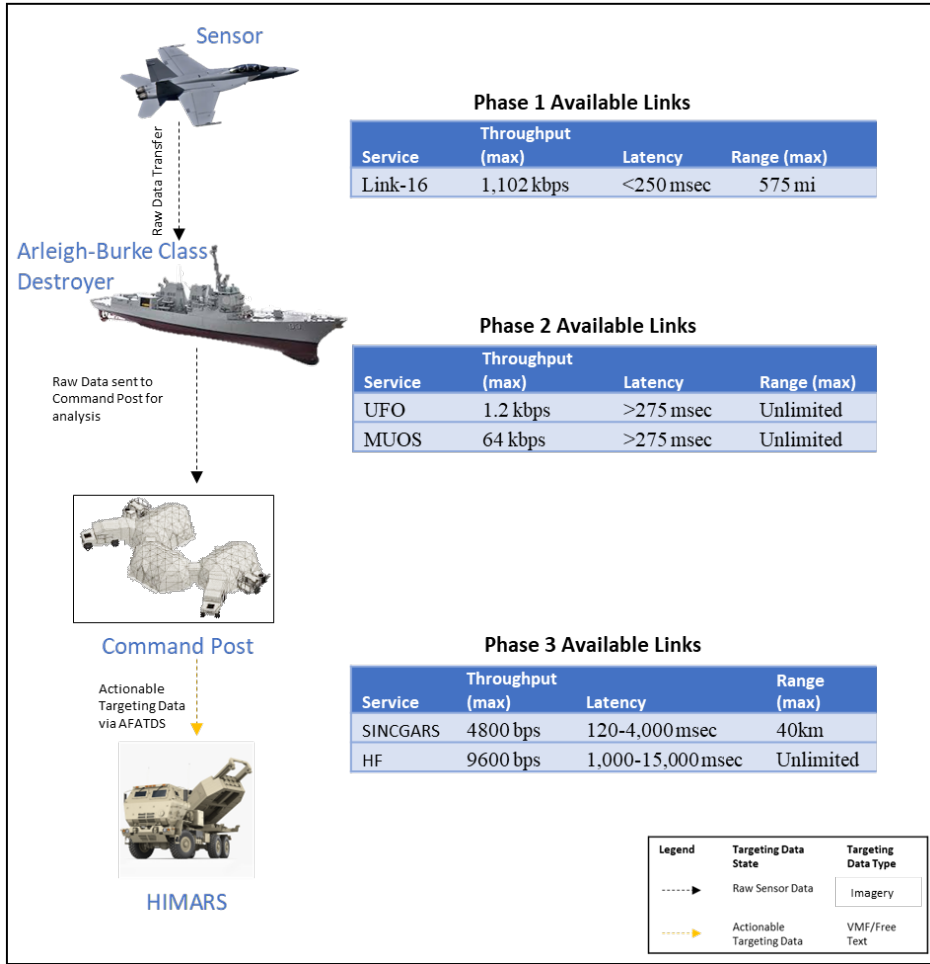 Sensor
Raw Data Transfer
Phase 1 Available Links
Throughput
Service (max) Latency Range (max)
Link-16 1,102 kbps <250 msec 575 mi
Arleigh-Burke Class
Destroyer
Phase 2 Available Links
Throughput
Service (max) Latency Range (max)
UFO 1.2 kbps >275 msec Unlimited
MUOS 64 kbps >275 msec Unlimited
Raw Data sent to
Command Post for
analysis
Command Post
Phase 3 Available Links
Throughput Range
Service (max) Latency (max)
SINCGARS 4800 bps 120-4,000 msec 40km
HF 9600 bps 1,000-15,000 msec Unlimited
Actionable
Targeting Data
via AFATDS
HIMARS
Legend Targeting Data Targeting
State Data Type
Raw Sensor Data Imagery
Actionable VMF/Free
Targeting Data Text